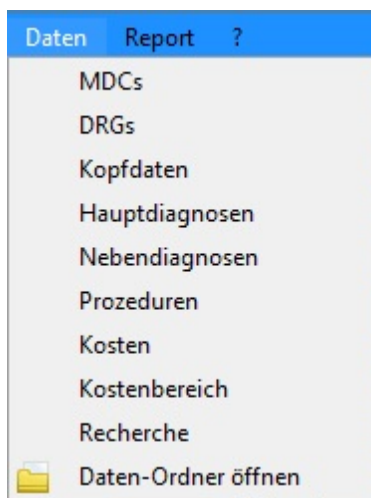 Daten Report ?
MDCs
DRGs
Kopfdaten
Hauptdiagnosen
Nebendiagnosen
Prozeduren
Kosten
Kostenbereich
Recherche
Daten-Ordner öffnen